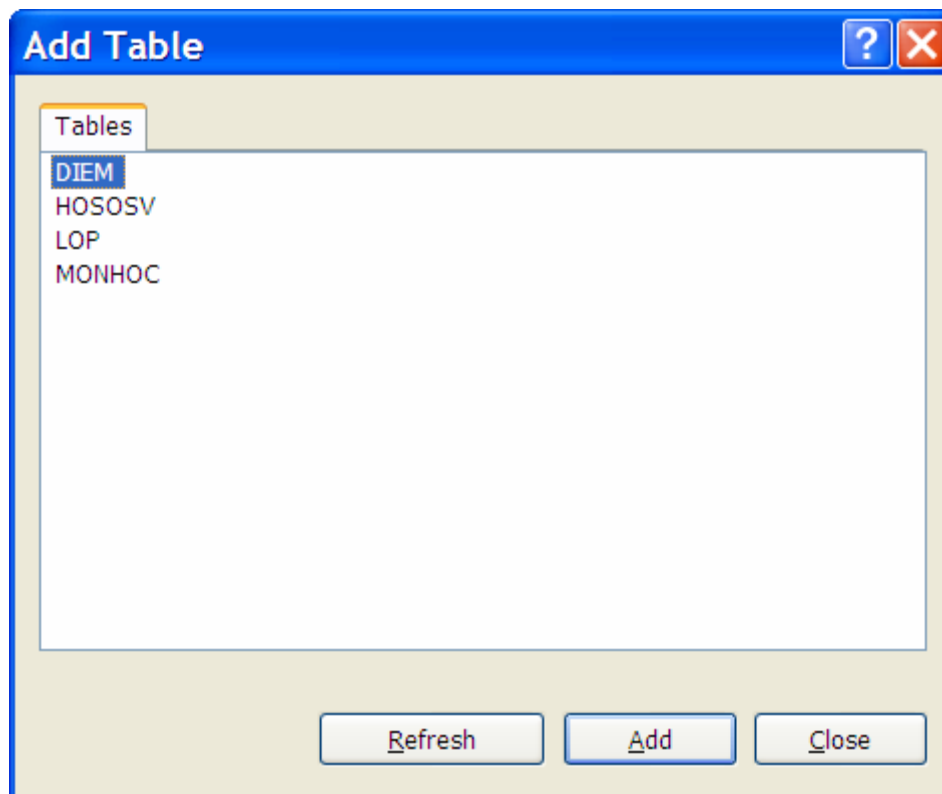 Add Table
Tables
DIEM
HOSOSV
LOP
MONHOC
Refresh Add Close